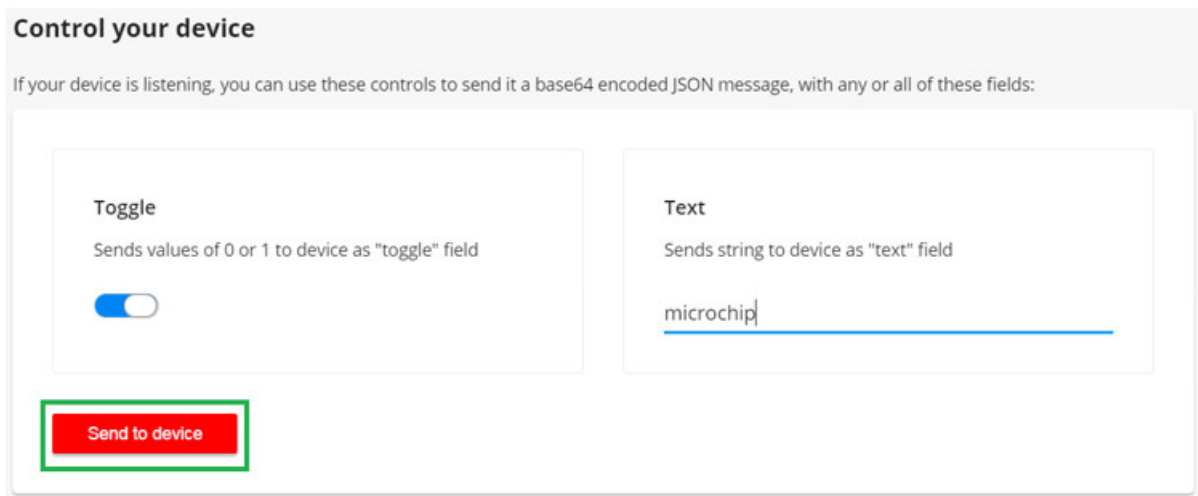 Control your device
If your device is listening, you can use these controls to send it a base64 encoded JSON message, with any or all of these fields:
Toggle
Sends values of 0 or 1 to device as "toggle" field
Text
Sends string to device as "text" field
microchip
Send to device